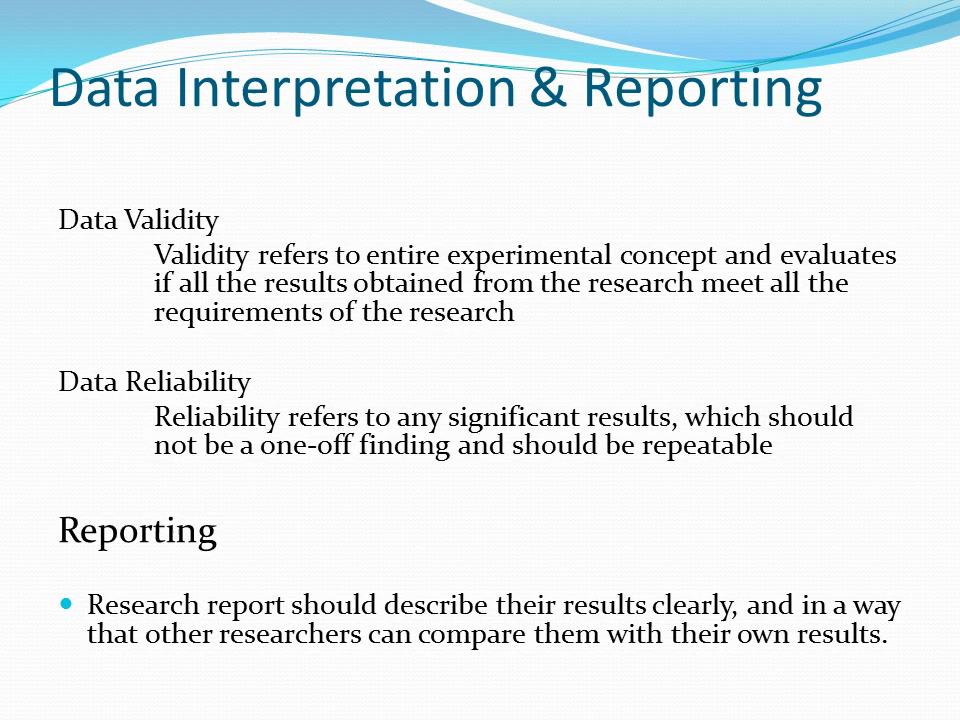 Data Interpretation & Reporting
Data Validity
Validity refers to entire experimental concept and evaluates
if all the results obtained from the research meet all the
requirements of the research
Data Reliability
Reliability refers to any significant results, which should
not be a one-off finding and should be repeatable
Reporting
Research report should describe their results clearly, and in a way
that other researchers can compare them with their own results.